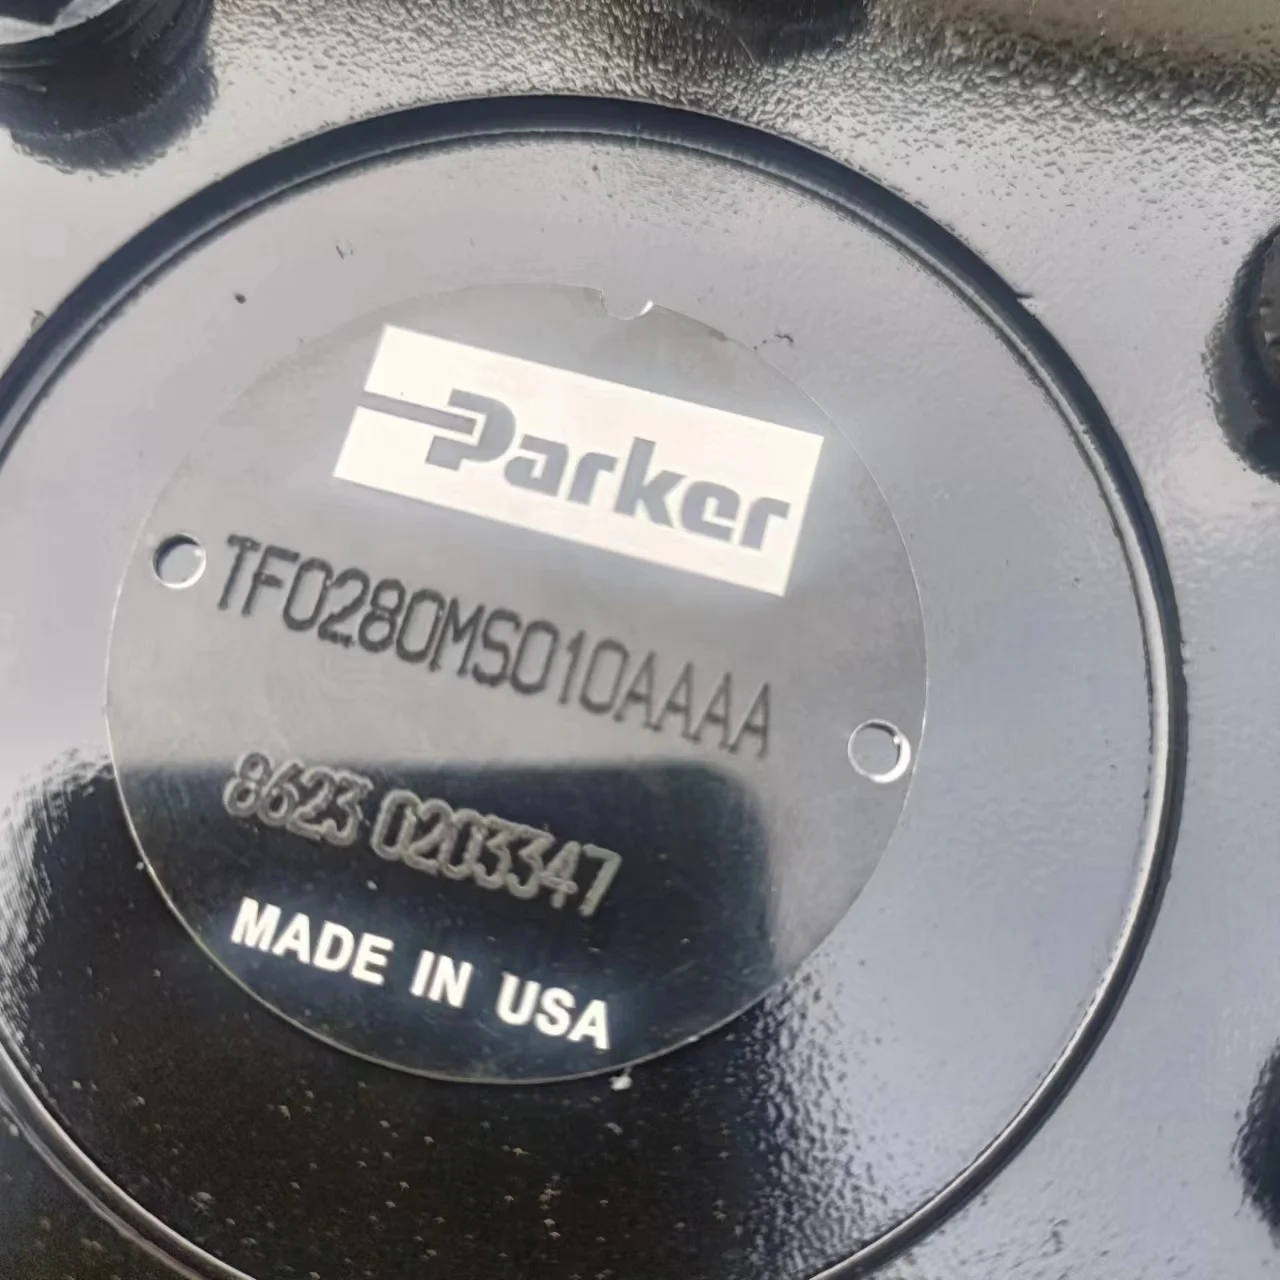 Parker
TF0280MS010AAAA
8623 0203347
MADE IN USA